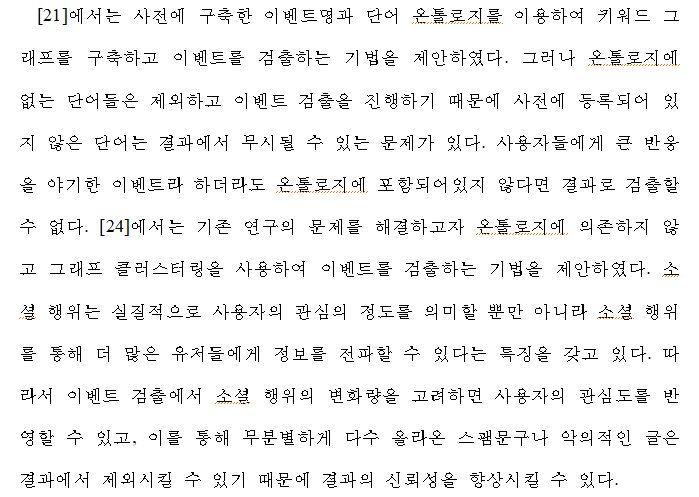 [21]에서는 사전에 구축한 이벤트명과 단어 온톨로지를 이용하여 키워드 그
래프를 구축하고 이벤트를 검출하는 기법을 제안하였다. 그러나 온톨로지에
없는 단어들은 제외하고 이벤트 검출을 진행하기 때문에 사전에 등록되어 있
지 않은 단어는 결과에서 무시될 수 있는 문제가 있다. 사용자들에게 큰 반응
을 야기한 이벤트라 하더라도 온톨로지에 포함되어있지 않다면 결과로 검출할
수 없다. [24]에서는 기존 연구의 문제를 해결하고자 온톨로지에 의존하지 않
고 그래프 클러스터링을 사용하여 이벤트를 검출하는 기법을 제안하였다. 소
셜 행위는 실질적으로 사용자의 관심의 정도를 의미할 뿐만 아니라 소셜 행위
를 통해 더 많은 유저들에게 정보를 전파할 수 있다는 특징을 갖고 있다. 따
라서 이벤트 검출에서 소셜 행위의 변화량을 고려하면 사용자의 관심도를 반
영할 수 있고, 이를 통해 무분별하게 다수 올라온 스팸문구나 악의적인 글은
결과에서 제외시킬 수 있기 때문에 결과의 신뢰성을 향상시킬 수 있다.